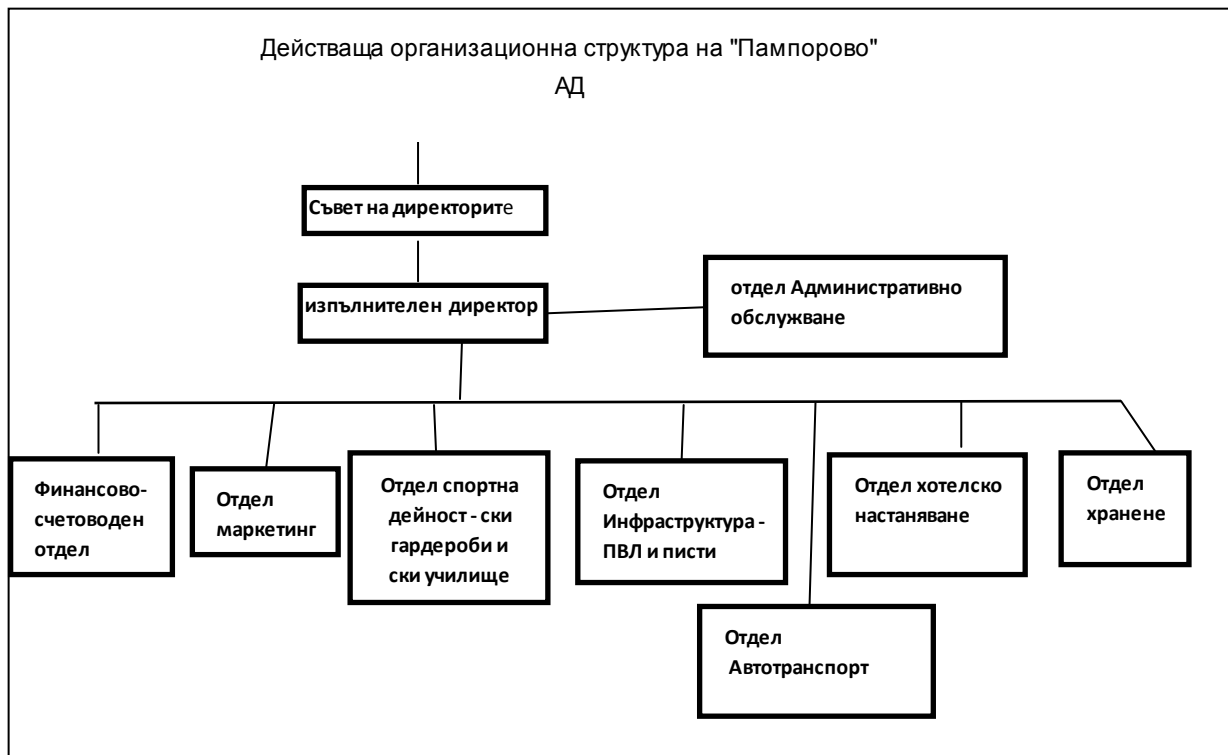 Действаща организационна структура на "Пампорово"
АД
Съвет на директорите
изпълнителен директор
отдел Административно
обслужване
Финансово-
счетоводен
отдел
Отдел
маркетинг
Отдел спортна
дейност - ски
гардероби и
ски училище
Отдел
Инфраструктура -
ПВЛ и писти
Отдел хотелско
настаняване
Отдел
хранене
Отдел
Автотранспорт